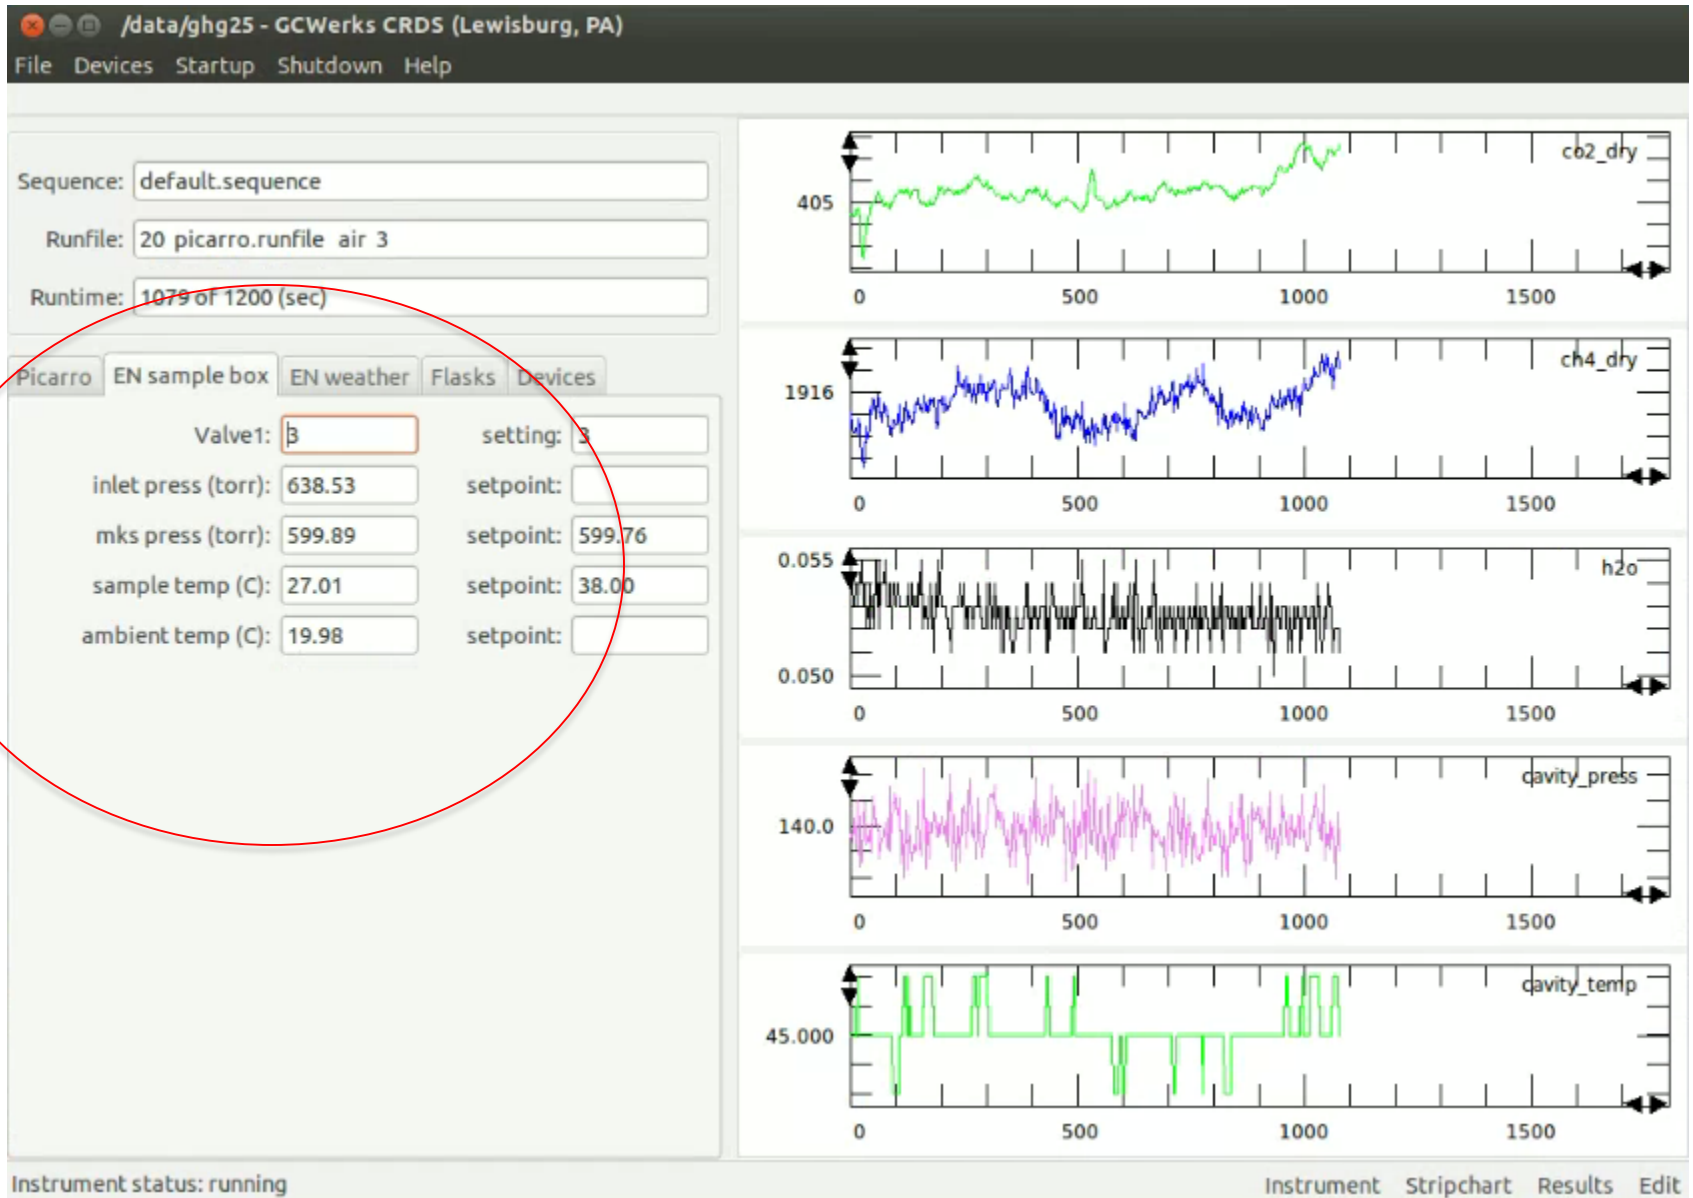 /data/ghg25 - GCWerks CRDS (Lewisburg, PA)
File Devices Startup Shutdown Help
Sequence: default.sequence
Runfile: 20 picarro.runfile air 3
Runtime: 1079 of 1200 (sec)
Picarro EN sample box EN weather Flasks Devices
Valve1: 3 setting: 3
inlet press (torr): 638.53 setpoint:
mks press (torr): 599.89 setpoint: 599.76
sample temp (C): 27.01 setpoint: 38.00
ambient temp (C): 19.98 setpoint:
co2_dry
405
0 500 1000 1500
ch4_dry
1916
0 500 1000 1500
0.055
h2o
0.050
0 500 1000 1500
cavity_press
140.0
0 500 1000 1500
cavity_temp
45.000
0 500 1000 1500
Instrument status: running
Instrument Stripchart Results Edit